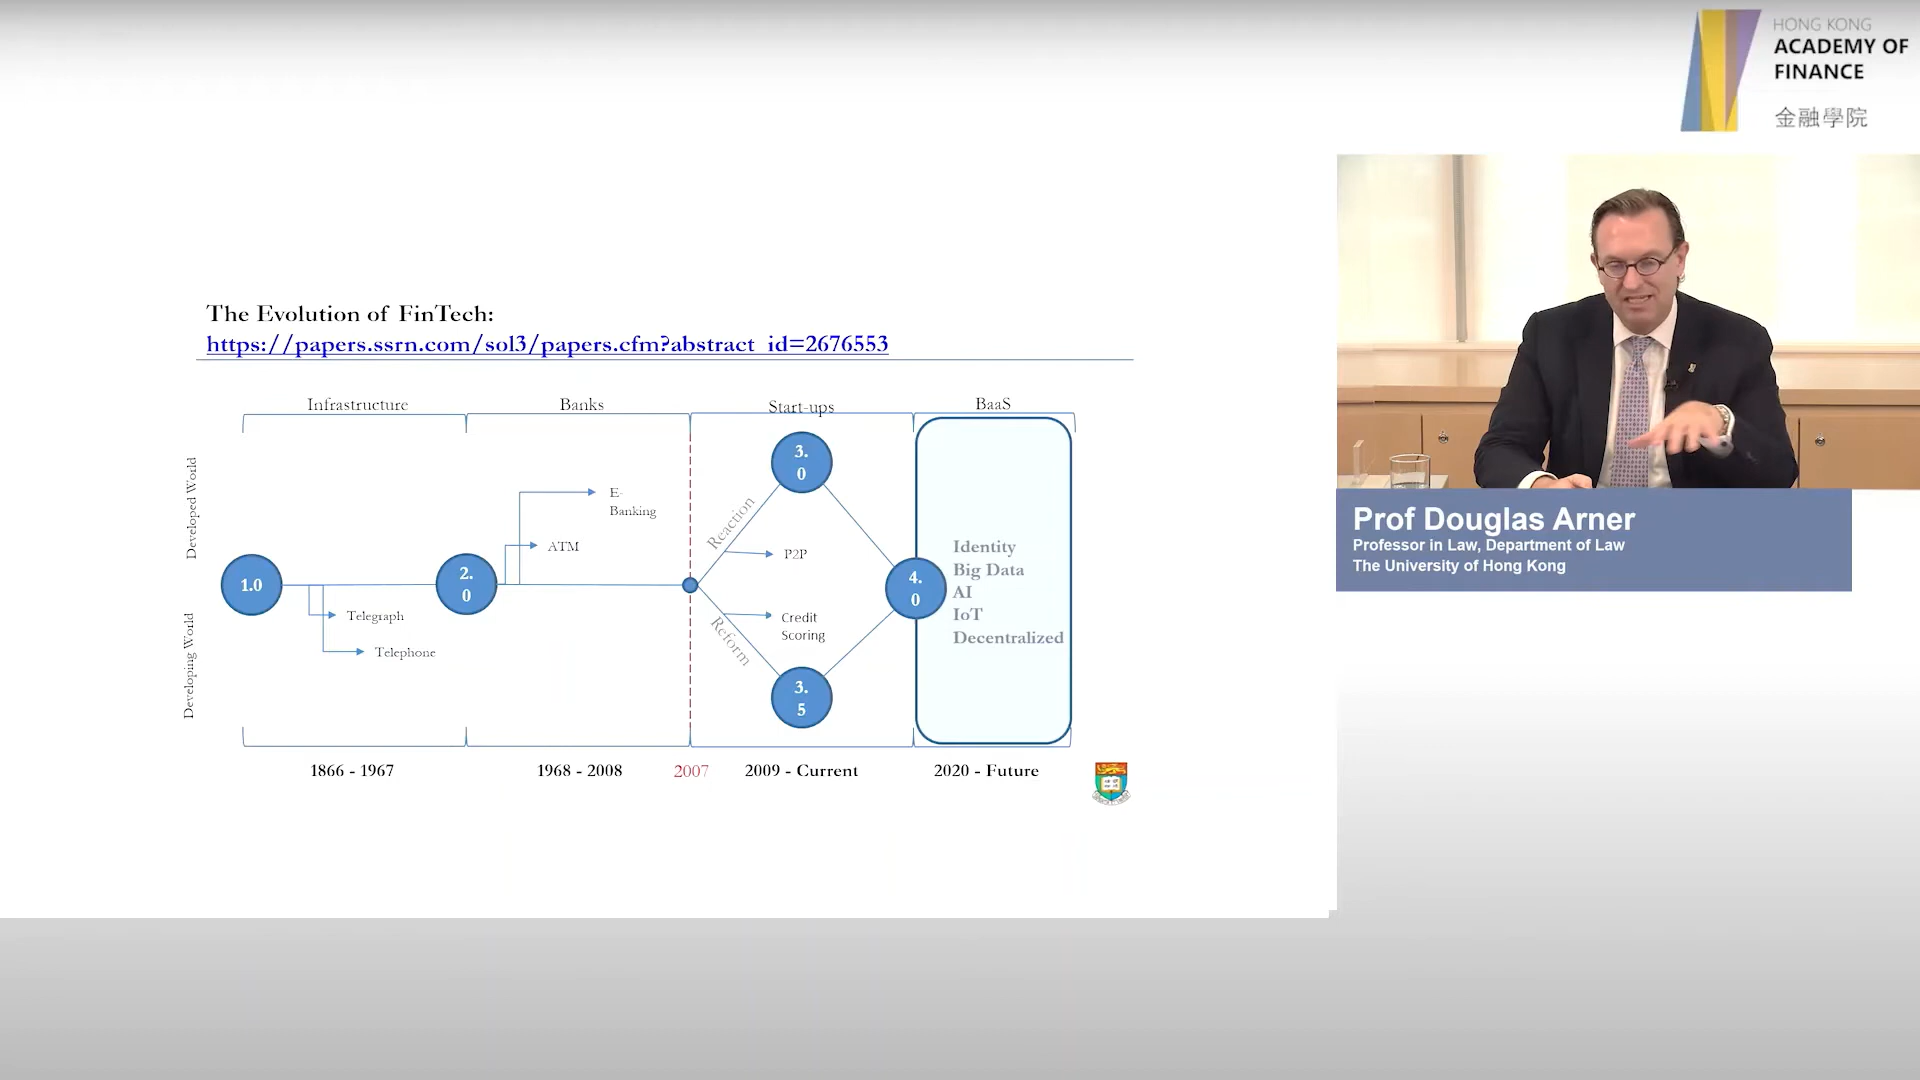 HONG KONG
ACADEMY OF
FINANCE
金融學院
The Evolution of FinTech:
https://papers.ssrn.com/sol3/papers.cfm?abstract_id=2676553
Infrastructure
Banks
Start-ups
BaaS
Developed World
Developing World
1.0
Telegraph
Telephone
2.
0
E-
Banking
ATM
Reaction
Reform
3.
0
P2P
Credit
Scoring
3.
5
4.
0
Identity
Big Data
AI
IoT
Decentralized
1866 - 1967
1968 - 2008
2007
2009 - Current
2020 - Future
Prof Douglas Arner
Professor in Law, Department of Law
The University of Hong Kong